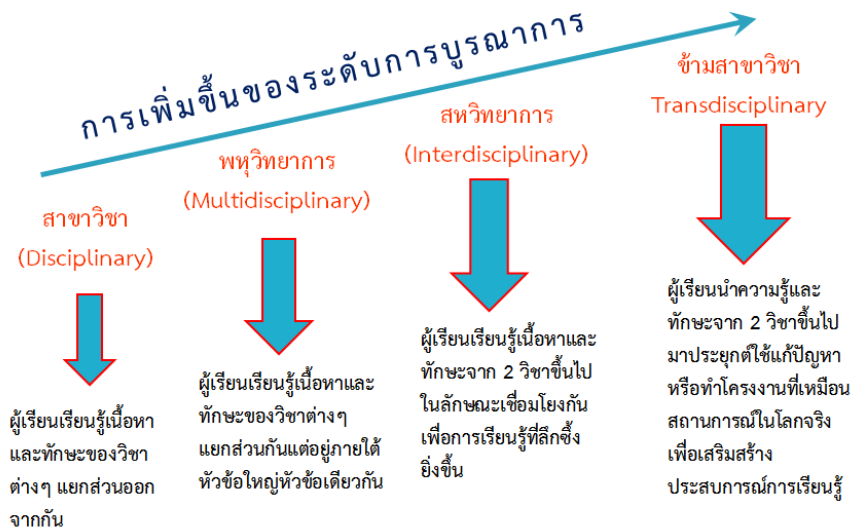 การเพิ่มขึ้นของระดับการบูรณาการ
สาขาวิชา
(Disciplinary)
ผู้เรียนเรียนรู้เนื้อหา
และทักษะของวิชา
ต่างๆ แยกส่วนออก
จากกัน
พหุวิทยาการ
(Multidisciplinary)
ผู้เรียนเรียนรู้เนื้อหาและ
ทักษะของวิชาต่างๆ
แยกส่วนกันแต่อยู่ภายใต้
หัวข้อใหญ่หัวข้อเดียวกัน
สหวิทยาการ
(Interdisciplinary)
ผู้เรียนเรียนรู้เนื้อหาและ
ทักษะจาก 2 วิชาขึ้นไป
ในลักษณะเชื่อมโยงกัน
เพื่อการเรียนรู้ที่ลึกซึ้ง
ยิ่งขึ้น
ข้ามสาขาวิชา
Transdisciplinary
ผู้เรียนนำความรู้และ
ทักษะจาก 2 วิชาขึ้นไป
มาประยุกต์ใช้แก้ปัญหา
หรือทำโครงงานที่เหมือน
สถานการณ์ในโลกจริง
เพื่อเสริมสร้าง
ประสบการณ์การเรียนรู้